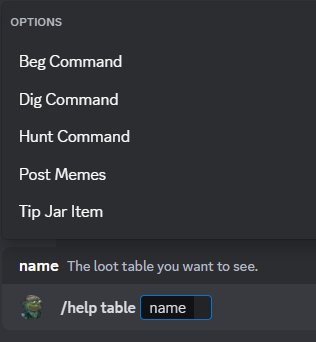 OPTIONS
Beg Command
Dig Command
Hunt Command
Post Memes
Tip Jar Item
name The loot table you want to see.
/help table name